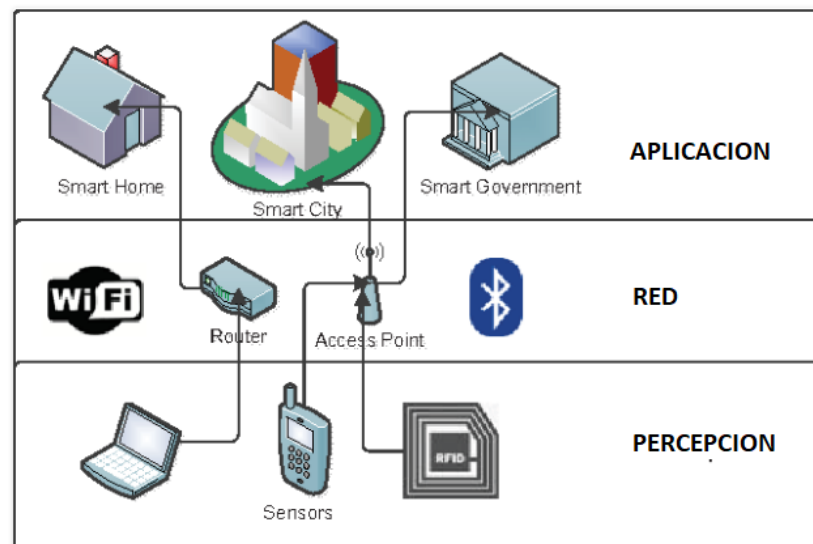 Smart Home
Smart City
Smart Government
APLICACION
WiFi
Router
Access Point
RED
RFID
Sensors
PERCEPCION